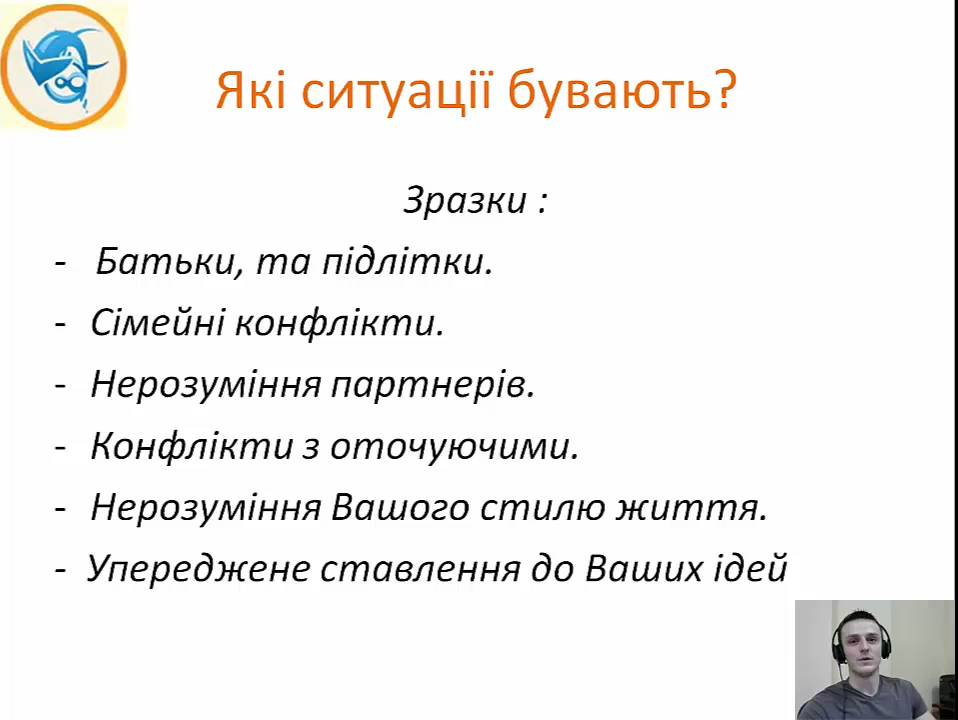 Які ситуації бувають?
Зразки :
- Батьки, та підлітки.
- Сімейні конфлікти.
- Нерозуміння партнерів.
- Конфлікти з оточуючими.
- Нерозуміння Вашого стилю життя.
- Упереджене ставлення до Ваших ідей